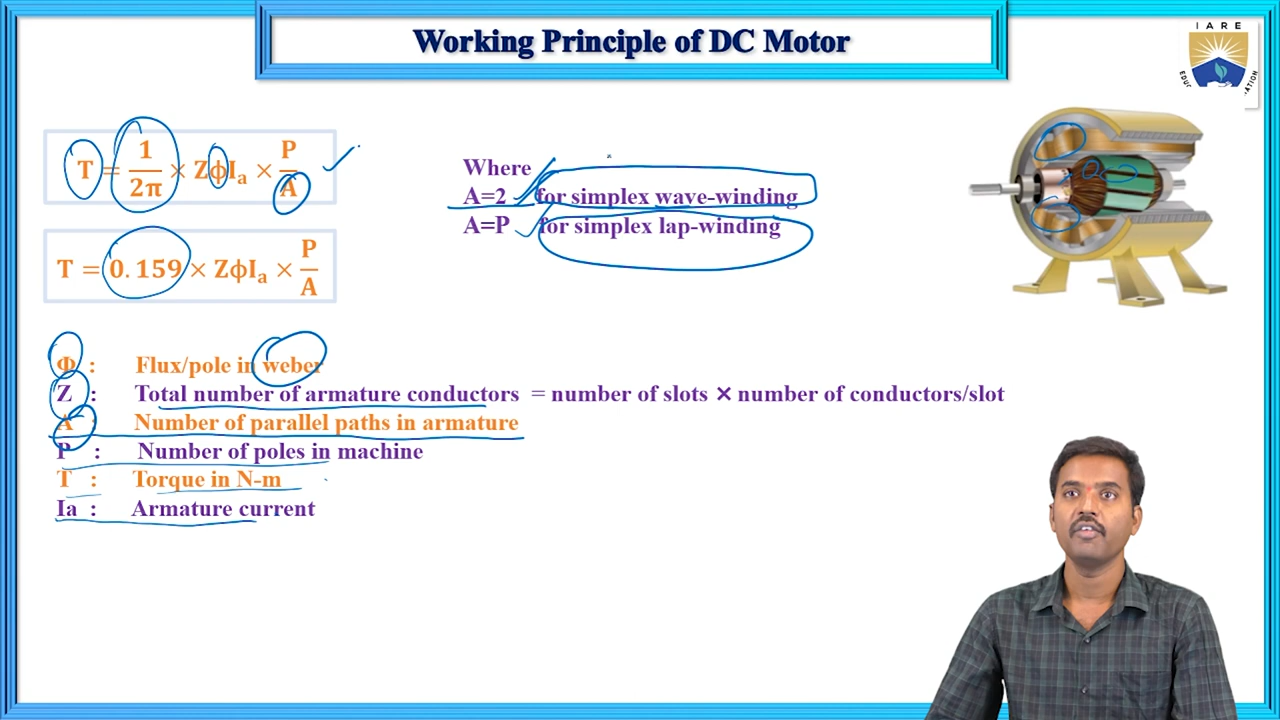 Working Principle of DC Motor
IARE
T = 1/2π × ZϕIa × P/A
T = 0.159 × ZϕIa × P/A
Where
A=2 for simplex wave-winding
A=P for simplex lap-winding
Φ : Flux/pole in weber
Z : Total number of armature conductors = number of slots × number of conductors/slot
A : Number of parallel paths in armature
P : Number of poles in machine
T : Torque in N-m
Ia : Armature current